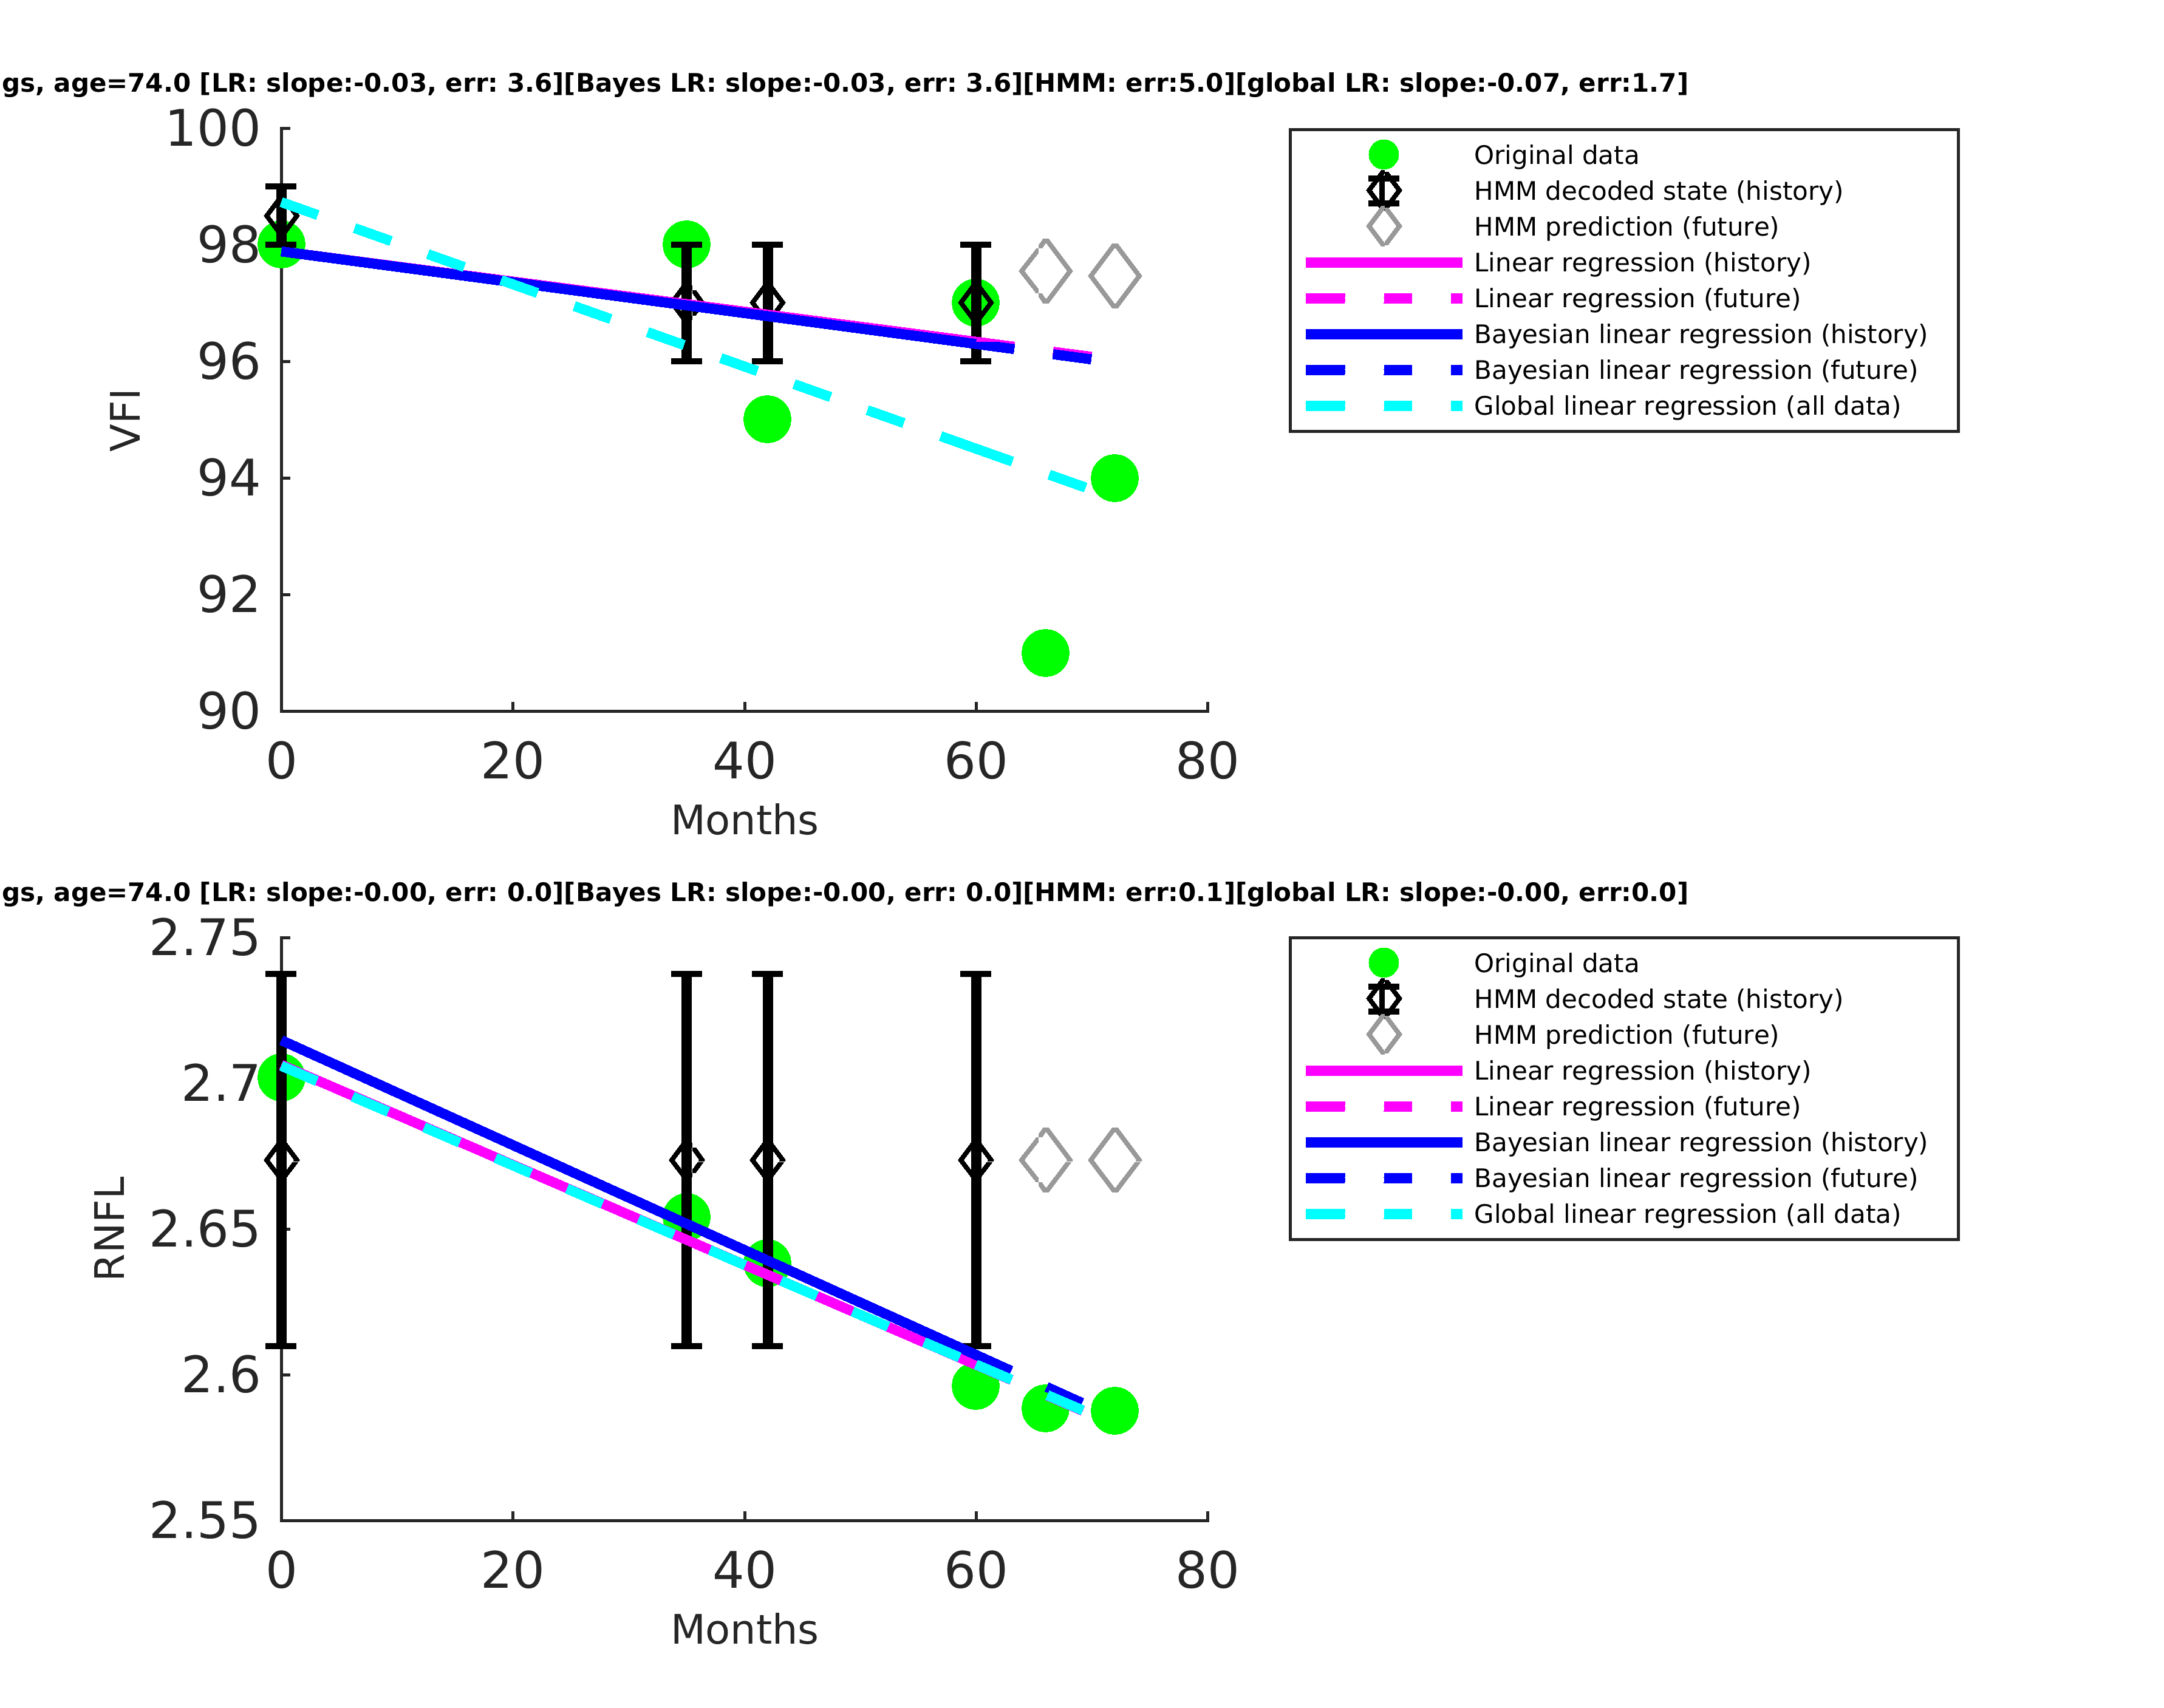 gs, age=74.0 [LR: slope:-0.03, err: 3.6][Bayes LR: slope:-0.03, err: 3.6][HMM: err:5.0][global LR: slope:-0.07, err:1.7]
100
98
96
94
92
90
VFI
0 20 40 60 80
Months
Original data
HMM decoded state (history)
HMM prediction (future)
Linear regression (history)
Linear regression (future)
Bayesian linear regression (history)
Bayesian linear regression (future)
Global linear regression (all data)
gs, age=74.0 [LR: slope:-0.00, err: 0.0][Bayes LR: slope:-0.00, err: 0.0][HMM: err:0.1][global LR: slope:-0.00, err:0.0]
2.75
2.7
2.65
2.6
2.55
RNFL
0 20 40 60 80
Months
Original data
HMM decoded state (history)
HMM prediction (future)
Linear regression (history)
Linear regression (future)
Bayesian linear regression (history)
Bayesian linear regression (future)
Global linear regression (all data)